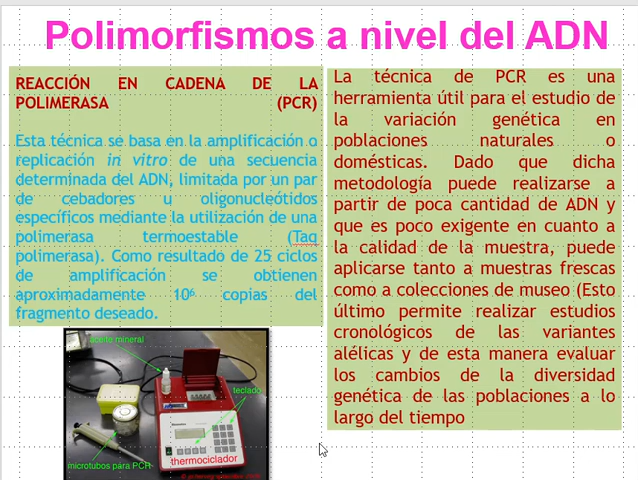 Polimorfismos a nivel del ADN
REACCIÓN EN CADENA DE LA
POLIMERASA (PCR)
Esta técnica se basa en la amplificación o
replicación in vitro de una secuencia
determinada del ADN, limitada por un par
de cebadores u oligonucleótidos
específicos mediante la utilización de una
polimerasa termoestable (Taq
polimerasa). Como resultado de 25 ciclos
de amplificación se obtienen
aproximadamente 10⁶ copias del
fragmento deseado.
La técnica de PCR es una
herramienta útil para el estudio de
la variación genética en
poblaciones naturales o
domésticas. Dado que dicha
metodología puede realizarse a
partir de poca cantidad de ADN y
que es poco exigente en cuanto a
la calidad de la muestra, puede
aplicarse tanto a muestras frescas
como a colecciones de museo (Esto
último permite realizar estudios
cronológicos de las variantes
alélicas y de esta manera evaluar
los cambios de la diversidad
genética de las poblaciones a lo
largo del tiempo
aceite mineral
teclado
microtubos para PCR
thermociclador